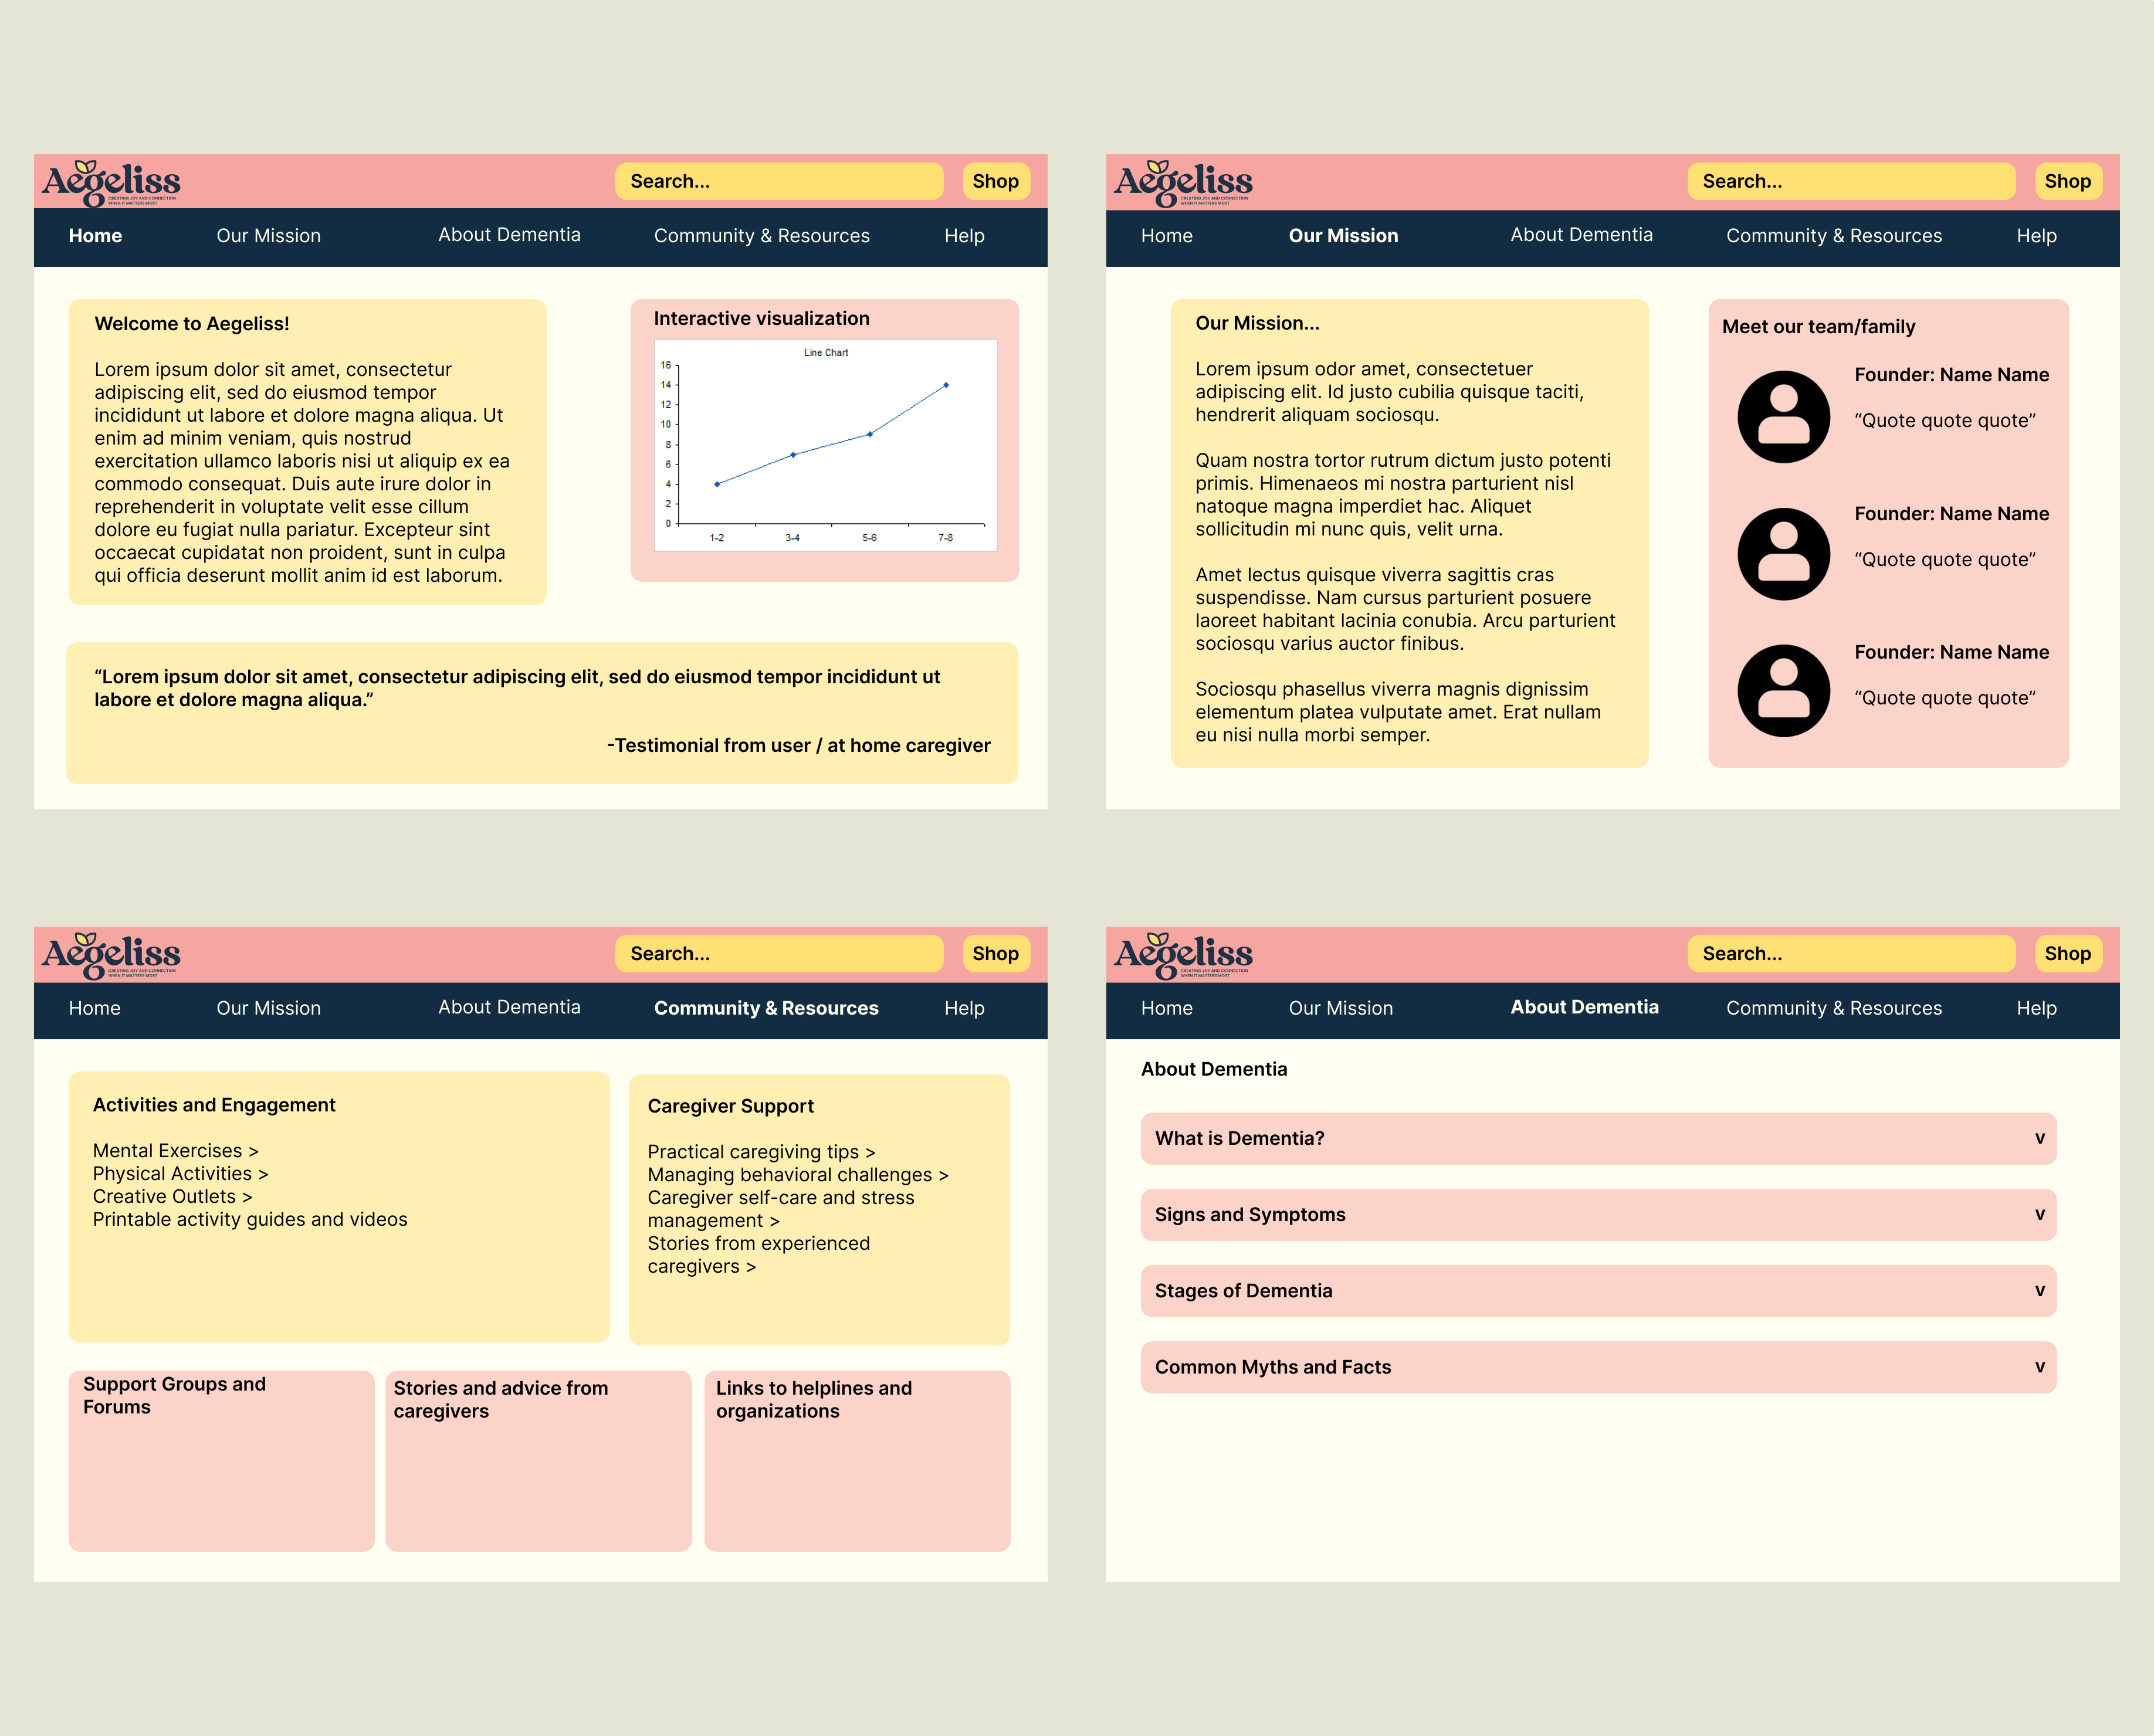 Aegeliss
CREATING JOY AND CONNECTION
WHEN IT MATTERS MOST
Search...
Shop
Home
Our Mission
About Dementia
Community & Resources
Help
Welcome to Aegeliss!
Lorem ipsum dolor sit amet, consectetur
adipiscing elit, sed do eiusmod tempor
incididunt ut labore et dolore magna aliqua. Ut
enim ad minim veniam, quis nostrud
exercitation ullamco laboris nisi ut aliquip ex ea
commodo consequat. Duis aute irure dolor in
reprehenderit in voluptate velit esse cillum
dolore eu fugiat nulla pariatur. Excepteur sint
occaecat cupidatat non proident, sunt in culpa
qui officia deserunt mollit anim id est laborum.
Interactive visualization
Line Chart
16
14
12
10
8
6
4
2
0
1-2
3-4
5-6
7-8
“Lorem ipsum dolor sit amet, consectetur adipiscing elit, sed do eiusmod tempor incididunt ut
labore et dolore magna aliqua.”
-Testimonial from user / at home caregiver
Aegeliss
CREATING JOY AND CONNECTION
WHEN IT MATTERS MOST
Search...
Shop
Home
Our Mission
About Dementia
Community & Resources
Help
Our Mission...
Lorem ipsum odor amet, consectetuer
adipiscing elit. Id justo cubilia quisque taciti,
hendrerit aliquam sociosqu.
Quam nostra tortor rutrum dictum justo potenti
primis. Himenaeos mi nostra parturient nisl
natoque magna imperdiet hac. Aliquet
sollicitudin mi nunc quis, velit urna.
Amet lectus quisque viverra sagittis cras
suspendisse. Nam cursus parturient posuere
laoreet habitant lacinia conubia. Arcu parturient
sociosqu varius auctor finibus.
Sociosqu phasellus viverra magnis dignissim
elementum platea vulputate amet. Erat nullam
eu nisi nulla morbi semper.
Meet our team/family
Founder: Name Name
“Quote quote quote”
Founder: Name Name
“Quote quote quote”
Founder: Name Name
“Quote quote quote”
Aegeliss
CREATING JOY AND CONNECTION
WHEN IT MATTERS MOST
Search...
Shop
Home
Our Mission
About Dementia
Community & Resources
Help
Activities and Engagement
Mental Exercises >
Physical Activities >
Creative Outlets >
Printable activity guides and videos
Caregiver Support
Practical caregiving tips >
Managing behavioral challenges >
Caregiver self-care and stress
management >
Stories from experienced
caregivers >
Support Groups and
Forums
Stories and advice from
caregivers
Links to helplines and
organizations
Aegeliss
CREATING JOY AND CONNECTION
WHEN IT MATTERS MOST
Search...
Shop
Home
Our Mission
About Dementia
Community & Resources
Help
About Dementia
What is Dementia?
v
Signs and Symptoms
v
Stages of Dementia
v
Common Myths and Facts
v